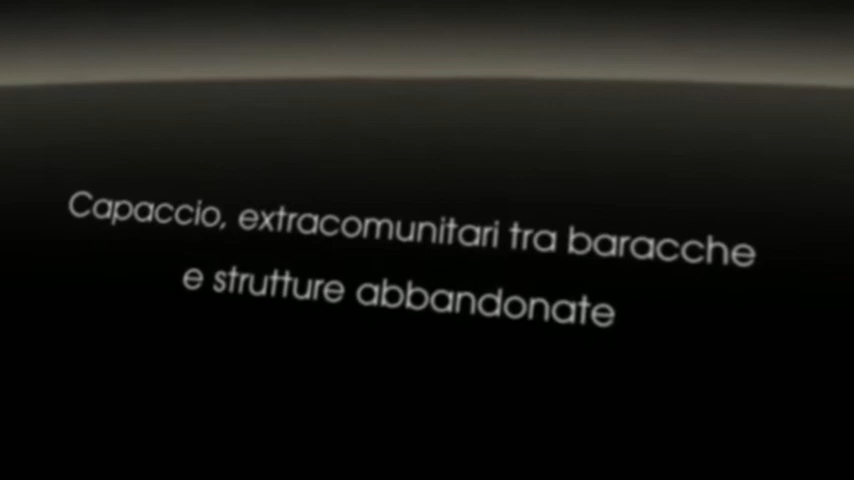 Capaccio, extracomunitari tra baracche
e strutture abbandonate